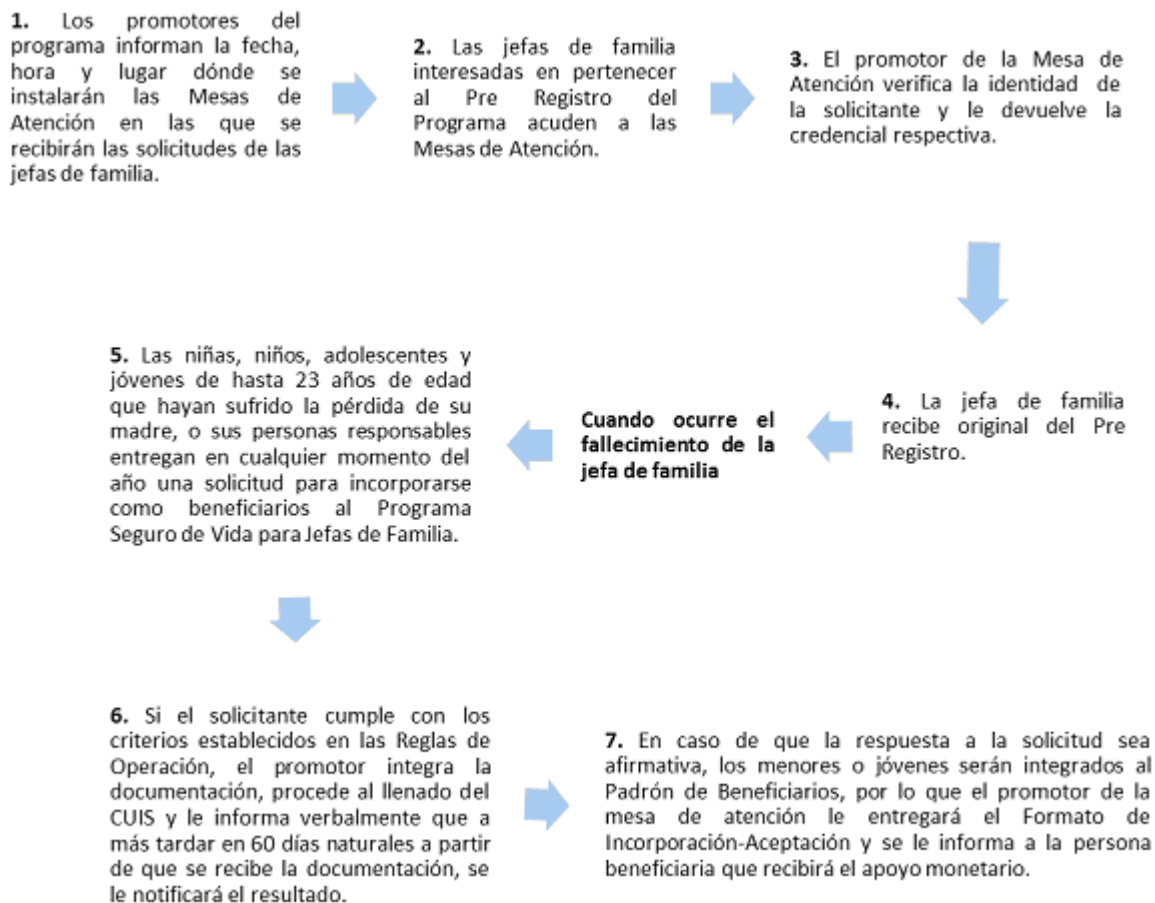 1. Los promotores del
programa informan la fecha,
hora y lugar dónde se
instalarán las Mesas de
Atención en las que se
recibirán las solicitudes de las
jefas de familia.
2. Las jefas de familia
interesadas en pertenecer
al Pre Registro del
Programa acuden a las
Mesas de Atención.
3. El promotor de la Mesa de
Atención verifica la identidad de
la solicitante y le devuelve la
credencial respectiva.
4. La jefa de familia
recibe original del Pre
Registro.
Cuando ocurre el
fallecimiento de la
jefa de familia
5. Las niñas, niños, adolescentes y
jóvenes de hasta 23 años de edad
que hayan sufrido la pérdida de su
madre, o sus personas responsables
entregan en cualquier momento del
año una solicitud para incorporarse
como beneficiarios al Programa
Seguro de Vida para Jefas de Familia.
6. Si el solicitante cumple con los
criterios establecidos en las Reglas de
Operación, el promotor integra la
documentación, procede al llenado del
CUIS y le informa verbalmente que a
más tardar en 60 días naturales a partir
de que se recibe la documentación, se
le notificará el resultado.
7. En caso de que la respuesta a la solicitud sea
afirmativa, los menores o jóvenes serán integrados al
Padrón de Beneficiarios, por lo que el promotor de la
mesa de atención le entregará el Formato de
Incorporación-Aceptación y se le informa a la persona
beneficiaria que recibirá el apoyo monetario.